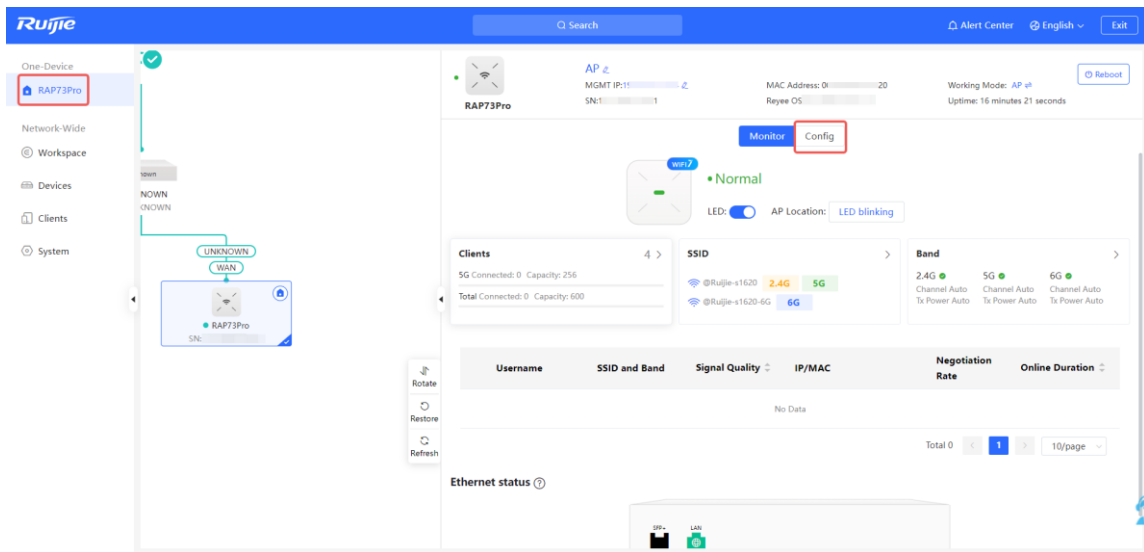 Ruijie
Search
Alert Center
English
Exit
One-Device
RAP73Pro
Network-Wide
Workspace
Devices
Clients
System
NOWN
UNKNOWN
WAN
RAP73Pro
SN:
Rotate
Restore
Refresh
RAP73Pro
AP
MGMT IP:
SN:
MAC Address:
20
Reyee OS
Working Mode: AP
Uptime: 16 minutes 21 seconds
Reboot
Monitor
Config
WIFI7
Normal
LED:
AP Location:
LED blinking
Clients
4
5G Connected: 0 Capacity: 256
Total Connected: 0 Capacity: 600
SSID
@Ruijie-s1620 2.4G 5G
@Ruijie-s1620-6G 6G
Band
2.4G 5G 6G
Channel Auto Channel Auto Channel Auto
Tx Power Auto Tx Power Auto Tx Power Auto
Username SSID and Band Signal Quality IP/MAC Negotiation Rate Online Duration
No Data
Total 0 < 1 > 10/page
Ethernet status
SFP+ LAN